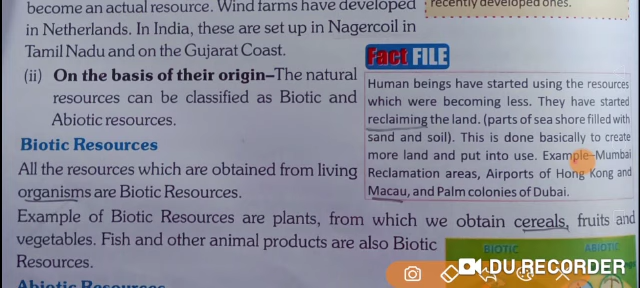 become an actual resource. Wind farms have developed
in Netherlands. In India, these are set up in Nagercoil in
Tamil Nadu and on the Gujarat Coast.
(ii) On the basis of their origin–The natural
resources can be classified as Biotic and
Abiotic resources.
Biotic Resources
All the resources which are obtained from living
organisms are Biotic Resources.
recently developed ones.
Fact FILE
Human beings have started using the resources
which were becoming less. They have started
reclaiming the land. (parts of sea shore filled with
sand and soil). This is done basically to create
more land and put into use. Example–Mumbai
Reclamation areas, Airports of Hong Kong and
Macau, and Palm colonies of Dubai.
Example of Biotic Resources are plants, from which we obtain cereals, fruits and
vegetables. Fish and other animal products are also Biotic
Resources.
BIOTIC
ABIOTIC
DU RECORDER
Abiotic Resources